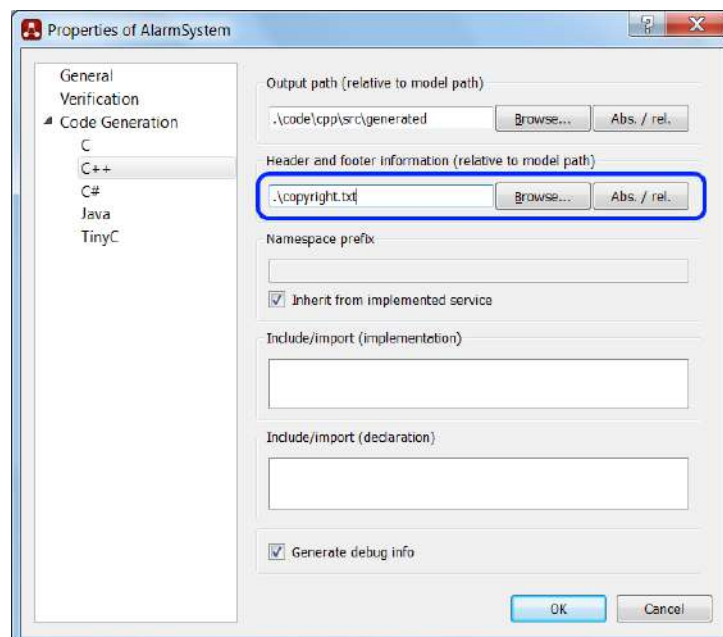 Properties of AlarmSystem
General
Verification
Code Generation
C
C++
C#
Java
TinyC
Output path (relative to model path)
.\code\cpp\src\generated Browse... Abs. / rel.
Header and footer information (relative to model path)
.\copyright.txt Browse... Abs. / rel.
Namespace prefix
Inherit from implemented service
Include/import (implementation)
Include/import (declaration)
Generate debug info
OK Cancel